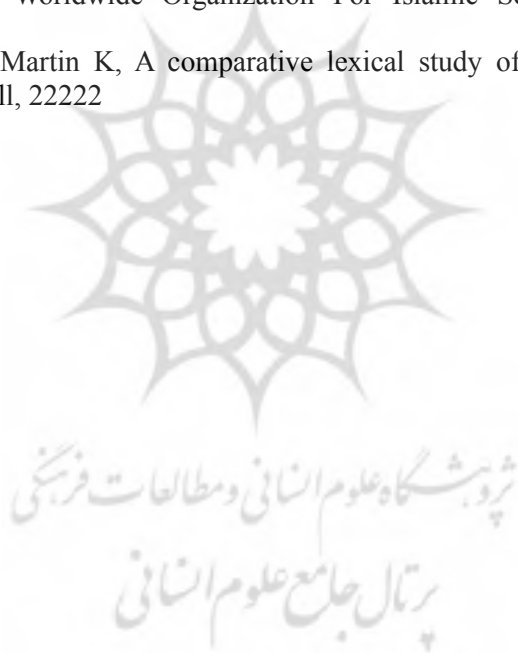 Worldwide Organization For Islamic Se
Martin K, A comparative lexical study of
ll, 22222
پژوهشگاه علوم انسانی و مطالعات فرهنگی
پرتال جامع علوم انسانی